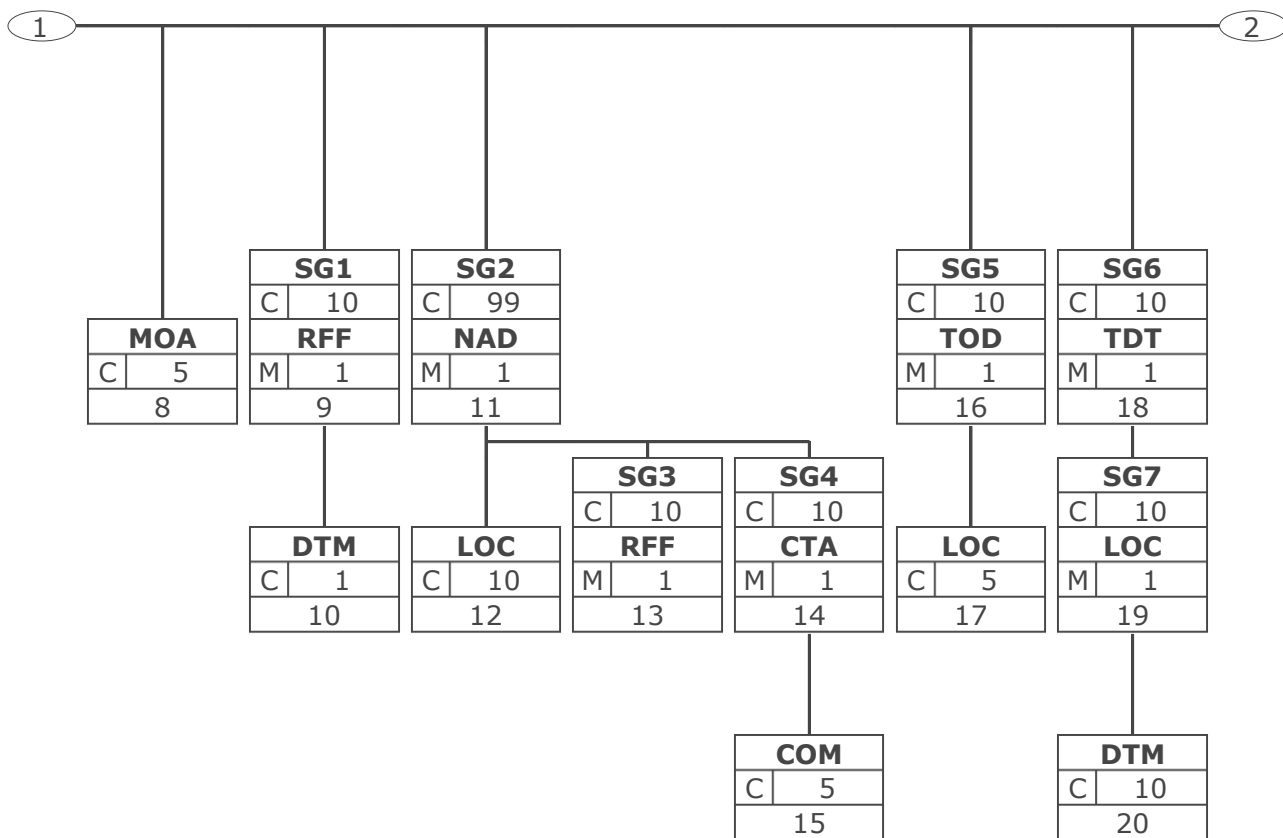 1
2
MOA
C 5
8
SG1
C 10
RFF
M 1
9
SG2
C 99
NAD
M 1
11
SG5
C 10
TOD
M 1
16
SG6
C 10
TDT
M 1
18
DTM
C 1
10
LOC
C 10
12
SG3
C 10
RFF
M 1
13
SG4
C 10
CTA
M 1
14
LOC
C 5
17
SG7
C 10
LOC
M 1
19
COM
C 5
15
DTM
C 10
20